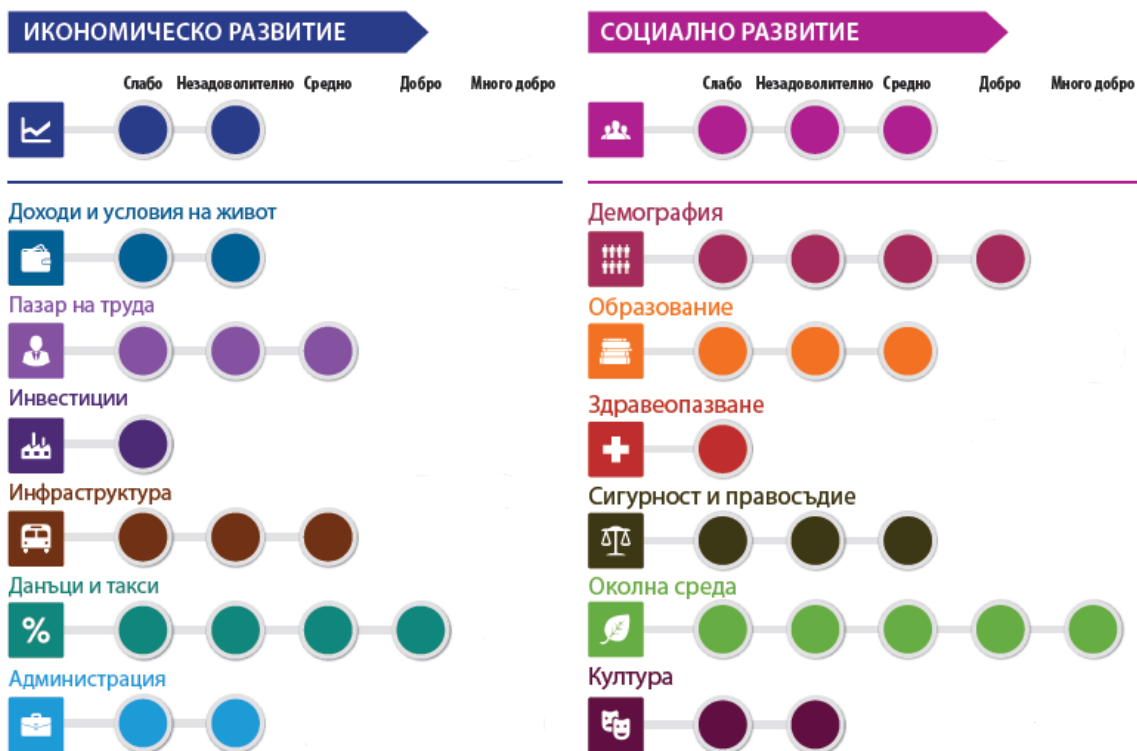 ИКОНОМИЧЕСКО РАЗВИТИЕ
Слабо Незадоволително Средно Добро Много добро
Доходи и условия на живот
Пазар на труда
Инвестиции
Инфраструктура
Данъци и такси
%
Администрация
СОЦИАЛНО РАЗВИТИЕ
Слабо Незадоволително Средно Добро Много добро
Демография
Образование
Здравеопазване
Сигурност и правосъдие
Околна среда
Култура